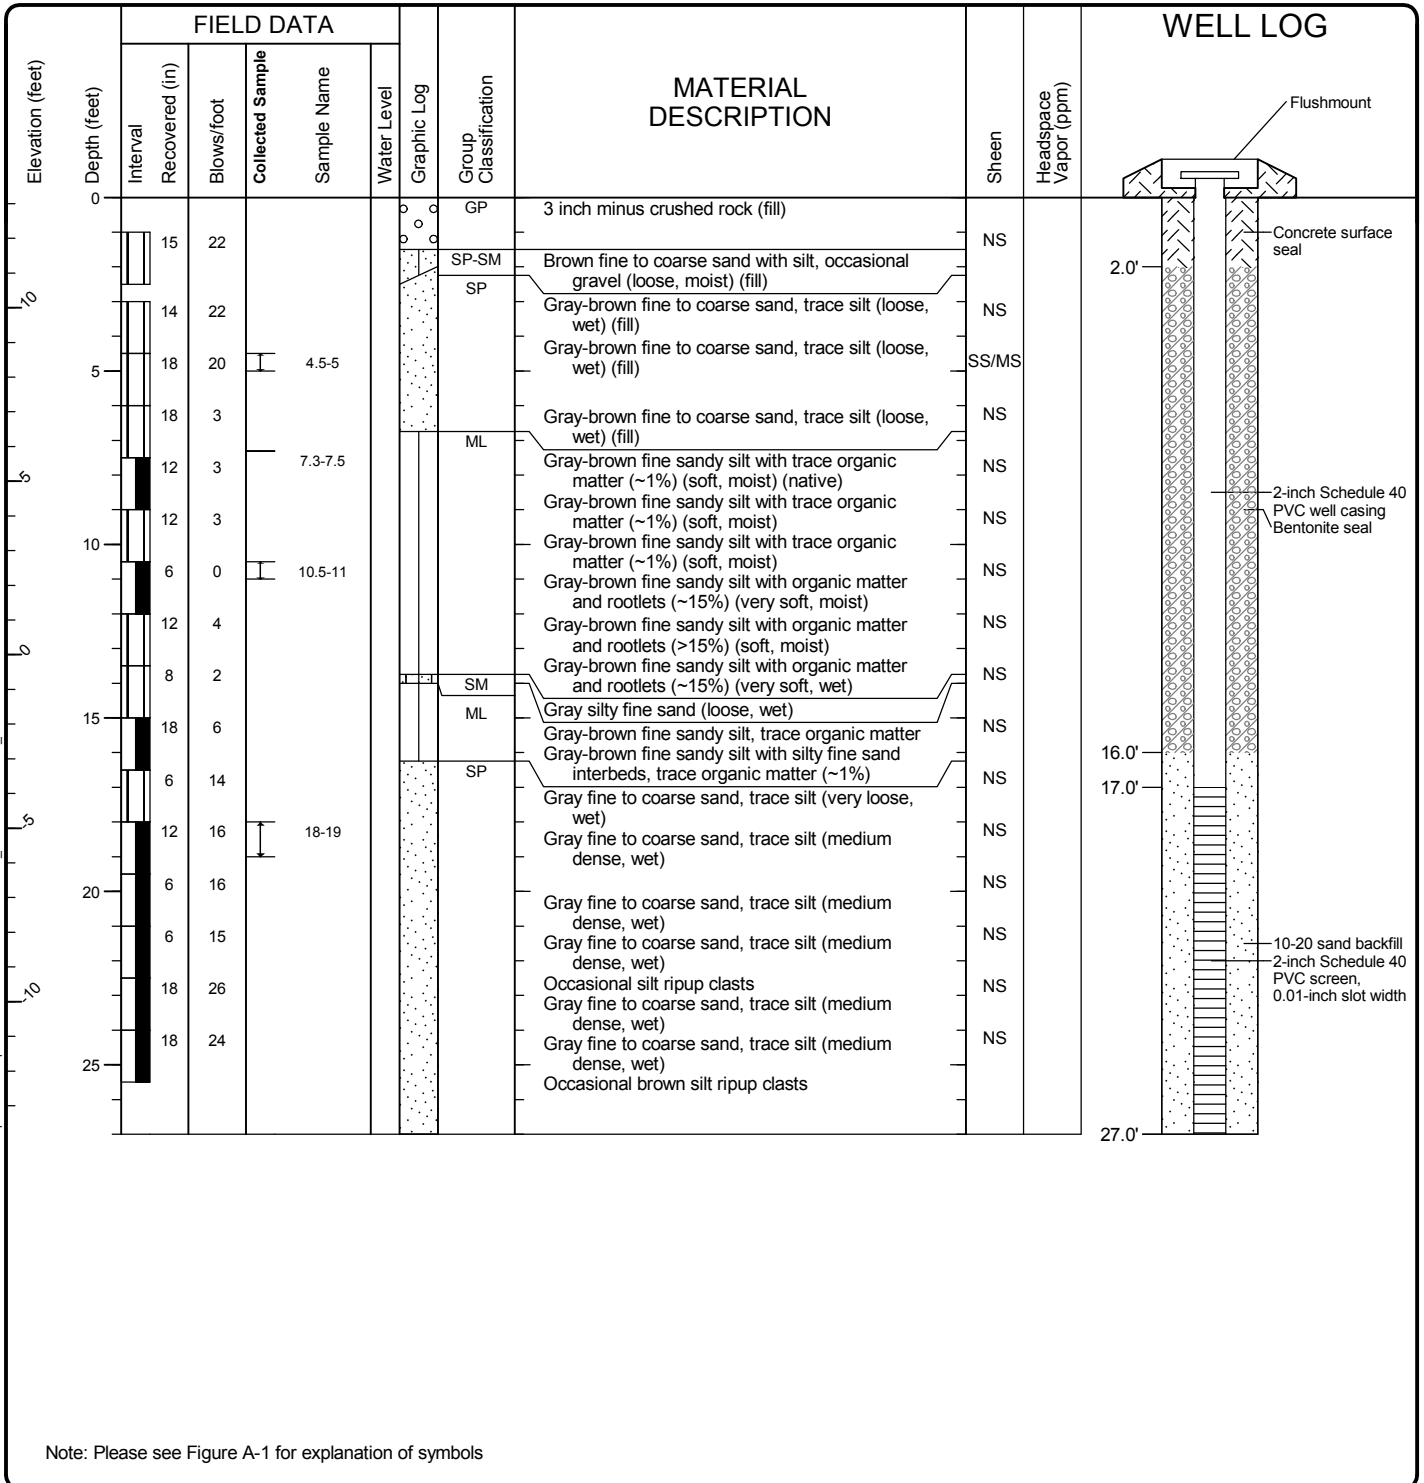 FIELD DATA
WELL LOG
Elevation (feet)
Depth (feet)
Interval
Recovered (in)
Blows/foot
Collected Sample
Sample Name
Water Level
Graphic Log
Group
Classification
MATERIAL
DESCRIPTION
Sheen
Headspace
Vapor (ppm)
Flushmount
0
GP
3 inch minus crushed rock (fill)
15 22
NS
Concrete surface
seal
SP-SM
Brown fine to coarse sand with silt, occasional
gravel (loose, moist) (fill)
2.0'
SP
10
14 22
Gray-brown fine to coarse sand, trace silt (loose,
wet) (fill)
NS
18 20 4.5-5
Gray-brown fine to coarse sand, trace silt (loose,
wet) (fill)
SS/MS
5
18 3
Gray-brown fine to coarse sand, trace silt (loose,
wet) (fill)
NS
ML
7.3-7.5
12 3
Gray-brown fine sandy silt with trace organic
matter (~1%) (soft, moist) (native)
NS
5
2-inch Schedule 40
PVC well casing
Bentonite seal
12 3
Gray-brown fine sandy silt with trace organic
matter (~1%) (soft, moist)
NS
10
Gray-brown fine sandy silt with trace organic
matter (~1%) (soft, moist)
6 0 10.5-11
NS
Gray-brown fine sandy silt with organic matter
and rootlets (~15%) (very soft, moist)
12 4
Gray-brown fine sandy silt with organic matter
and rootlets (>15%) (soft, moist)
NS
0
8 2
Gray-brown fine sandy silt with organic matter
and rootlets (~15%) (very soft, wet)
NS
SM
Gray silty fine sand (loose, wet)
15
ML
18 6
Gray-brown fine sandy silt, trace organic matter
NS
Gray-brown fine sandy silt with silty fine sand
interbeds, trace organic matter (~1%)
16.0'
SP
6 14
NS
17.0'
Gray fine to coarse sand, trace silt (very loose,
wet)
-5
12 16 18-19
Gray fine to coarse sand, trace silt (medium
dense, wet)
NS
20
6 16
NS
Gray fine to coarse sand, trace silt (medium
dense, wet)
6 15
Gray fine to coarse sand, trace silt (medium
dense, wet)
NS
10-20 sand backfill
2-inch Schedule 40
PVC screen,
0.01-inch slot width
-10
18 26
Occasional silt ripup clasts
NS
Gray fine to coarse sand, trace silt (medium
dense, wet)
18 24
Gray fine to coarse sand, trace silt (medium
dense, wet)
NS
25
Occasional brown silt ripup clasts
27.0'
Note: Please see Figure A-1 for explanation of symbols